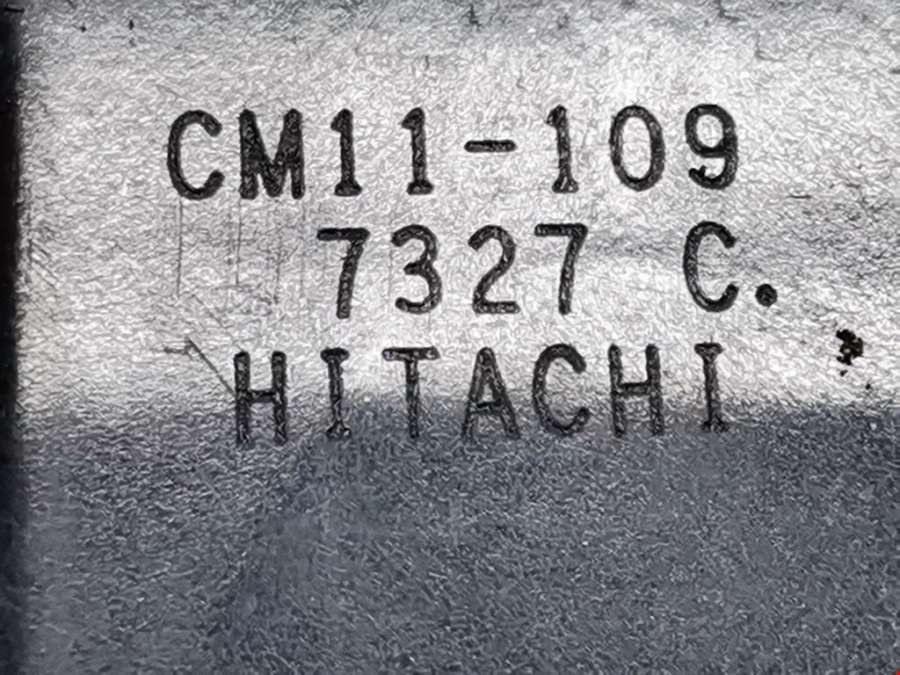 CM11-109
7327 C.
HITACHI